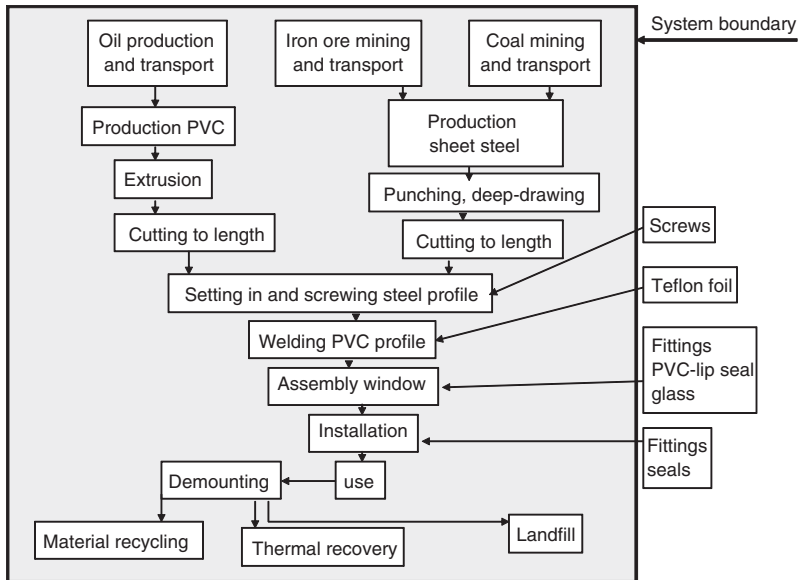 System boundary
Oil production
and transport
Iron ore mining
and transport
Coal mining
and transport
Production PVC
Production
sheet steel
Extrusion
Punching, deep-drawing
Cutting to length
Cutting to length
Screws
Setting in and screwing steel profile
Teflon foil
Welding PVC profile
Fittings
PVC-lip seal
glass
Assembly window
Installation
Fittings
seals
Demounting
use
Material recycling
Thermal recovery
Landfill